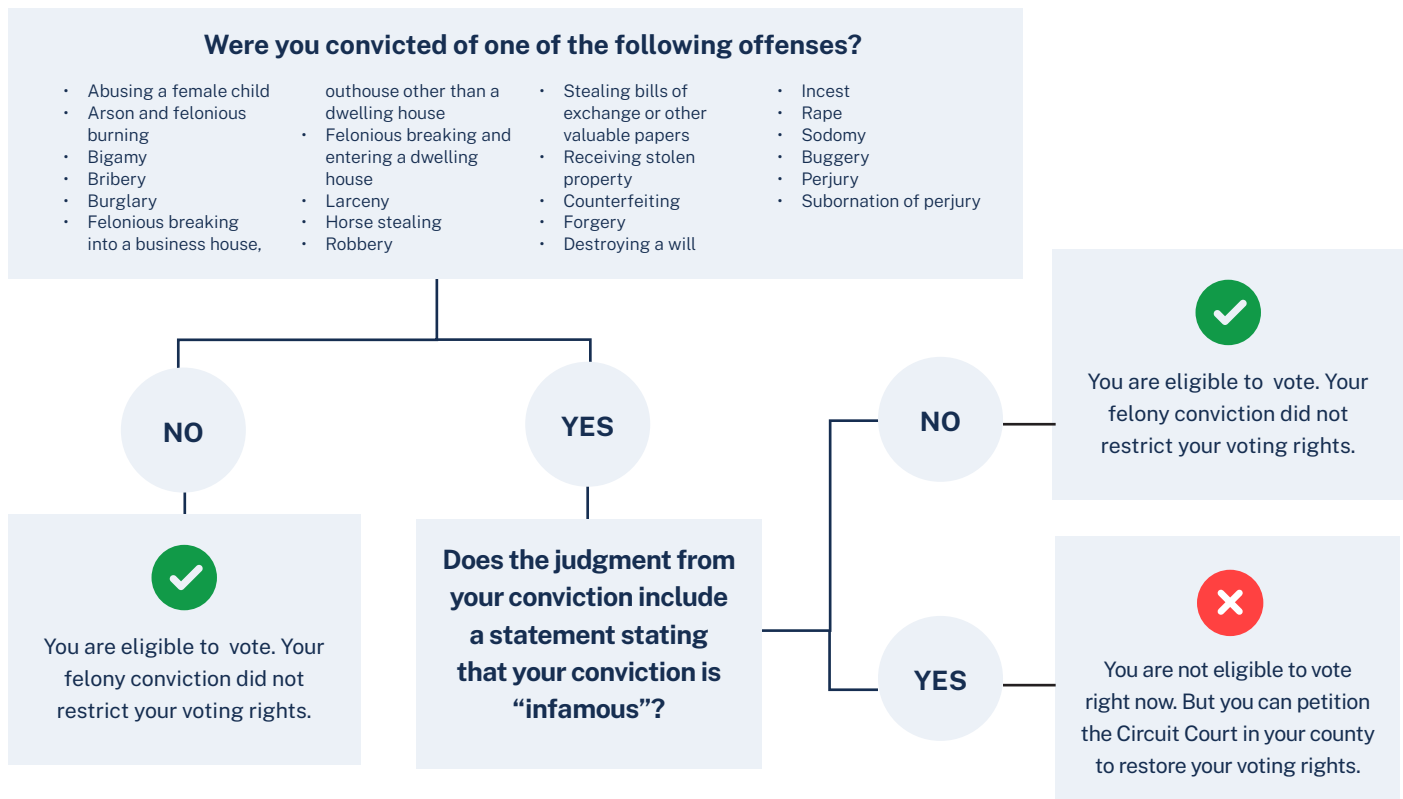 Were you convicted of one of the following offenses?
• Abusing a female child
• Arson and felonious
burning
• Bigamy
• Bribery
• Burglary
• Felonious breaking
into a business house,
outhouse other than a
dwelling house
• Felonious breaking and
entering a dwelling
house
• Larceny
• Horse stealing
• Robbery
• Stealing bills of
exchange or other
valuable papers
• Receiving stolen
property
• Counterfeiting
• Forgery
• Destroying a will
• Incest
• Rape
• Sodomy
• Buggery
• Perjury
• Subornation of perjury
NO
You are eligible to  vote. Your
felony conviction did not
restrict your voting rights.
YES
Does the judgment from
your conviction include
a statement stating
that your conviction is
“infamous”?
NO
You are eligible to  vote. Your
felony conviction did not
restrict your voting rights.
YES
You are not eligible to vote
right now. But you can petition
the Circuit Court in your county
to restore your voting rights.